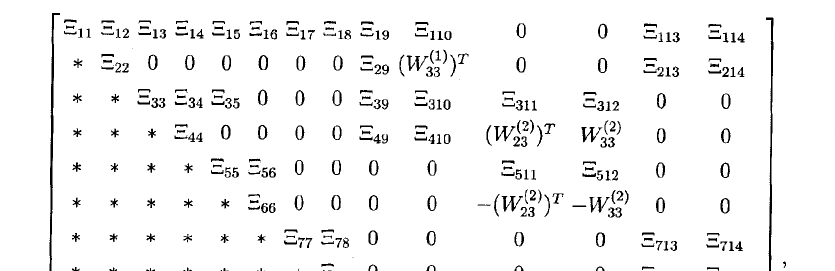 Ξ11 Ξ12 Ξ13 Ξ14 Ξ15 Ξ16 Ξ17 Ξ18 Ξ19 Ξ110 0 0 Ξ113 Ξ114
* Ξ22 0 0 0 0 0 0 Ξ29 (W33^(1))^T 0 0 Ξ213 Ξ214
* * Ξ33 Ξ34 Ξ35 0 0 0 Ξ39 Ξ310 Ξ311 Ξ312 0 0
* * * Ξ44 0 0 0 0 Ξ49 Ξ410 (W23^(2))^T W33^(2) 0 0
* * * * Ξ55 Ξ56 0 0 0 0 Ξ511 Ξ512 0 0
* * * * * Ξ66 0 0 0 0 -(W23^(2))^T -W33^(2) 0 0
* * * * * * Ξ77 Ξ78 0 0 0 0 Ξ713 Ξ714
,